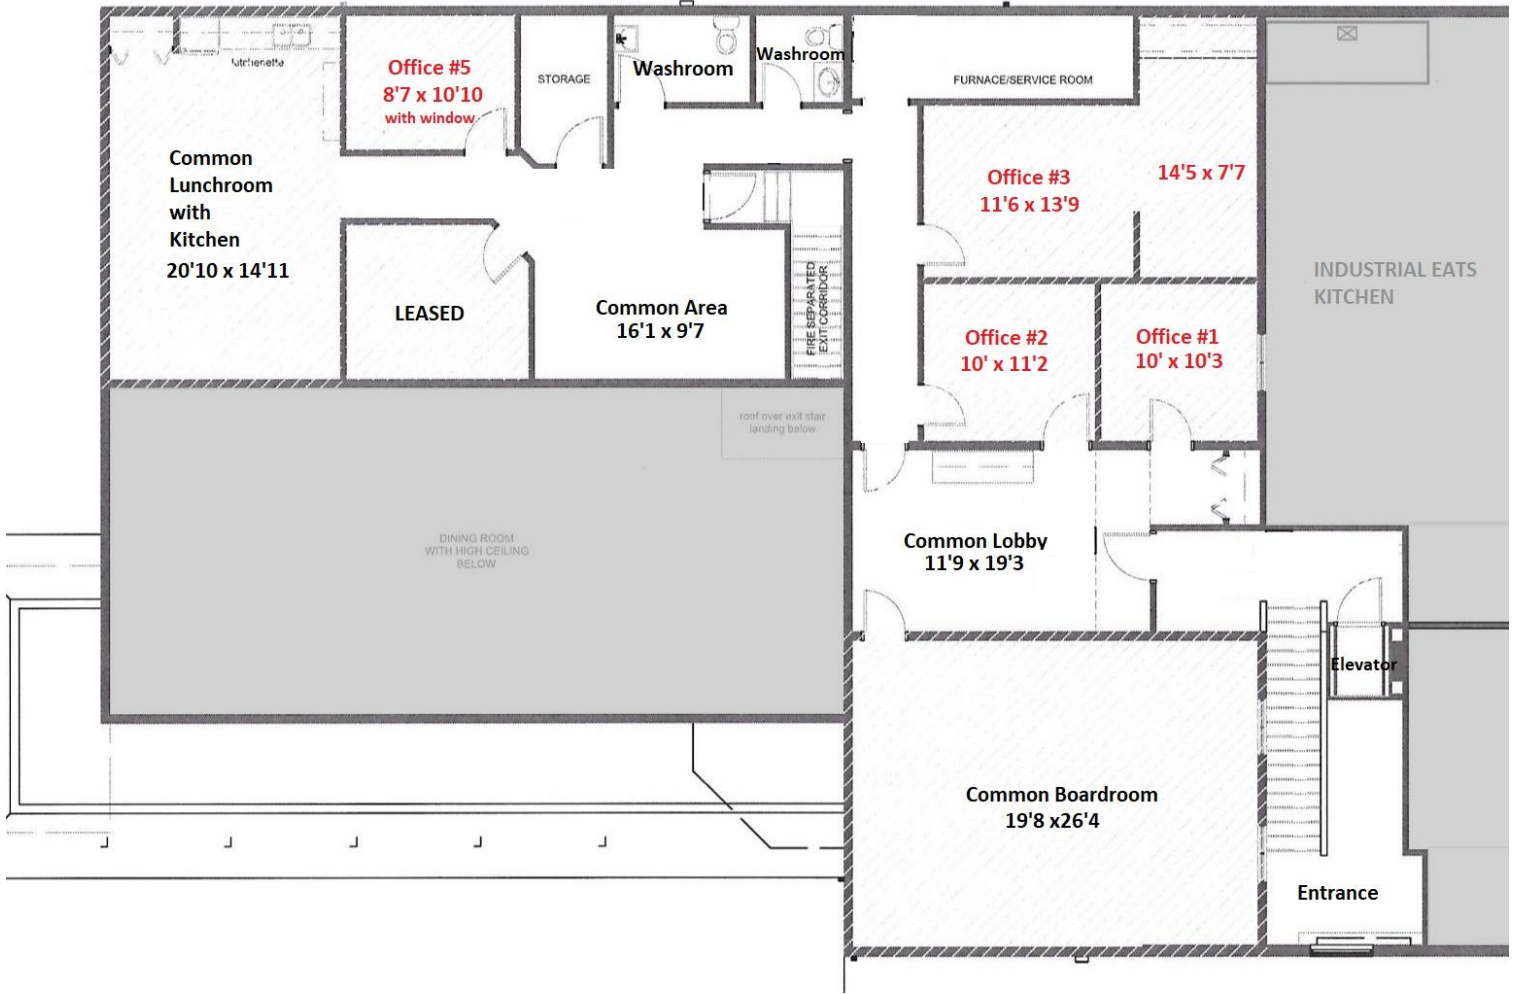 Kitchenette
Office #5
8'7 x 10'10
with window
STORAGE
Washroom
Washroom
FURNACE/SERVICE ROOM
Common
Lunchroom
with
Kitchen
20'10 x 14'11
Office #3
11'6 x 13'9
14'5 x 7'7
LEASED
Common Area
16'1 x 9'7
FIRE SEPARATED
EXIT CORRIDOR
Office #2
10' x 11'2
Office #1
10' x 10'3
INDUSTRIAL EATS
KITCHEN
roof over exit stair
landing below
DINING ROOM
WITH HIGH CEILING
BELOW
Common Lobby
11'9 x 19'3
Elevator
Common Boardroom
19'8 x26'4
Entrance